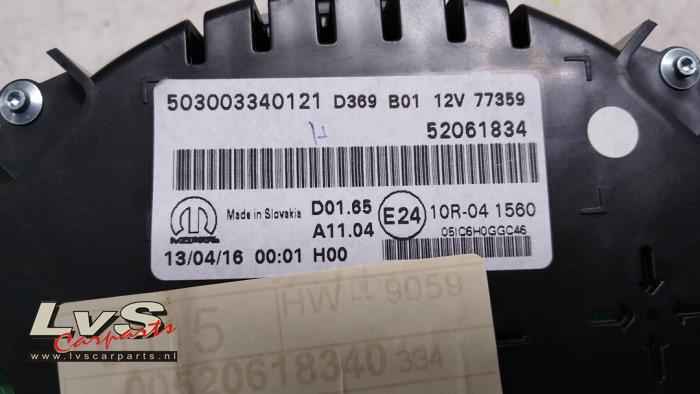 503003340121 D369 B01 12V 77359
52061834
MOPAR
Made in Slovakia
D01.65
A11.04
E24
10R-04 1560
05IC6H0GGC46
13/04/16 00:01 H00
5
HW - 9059
00520618340 334
LvS
Carparts
www.lvscarparts.nl